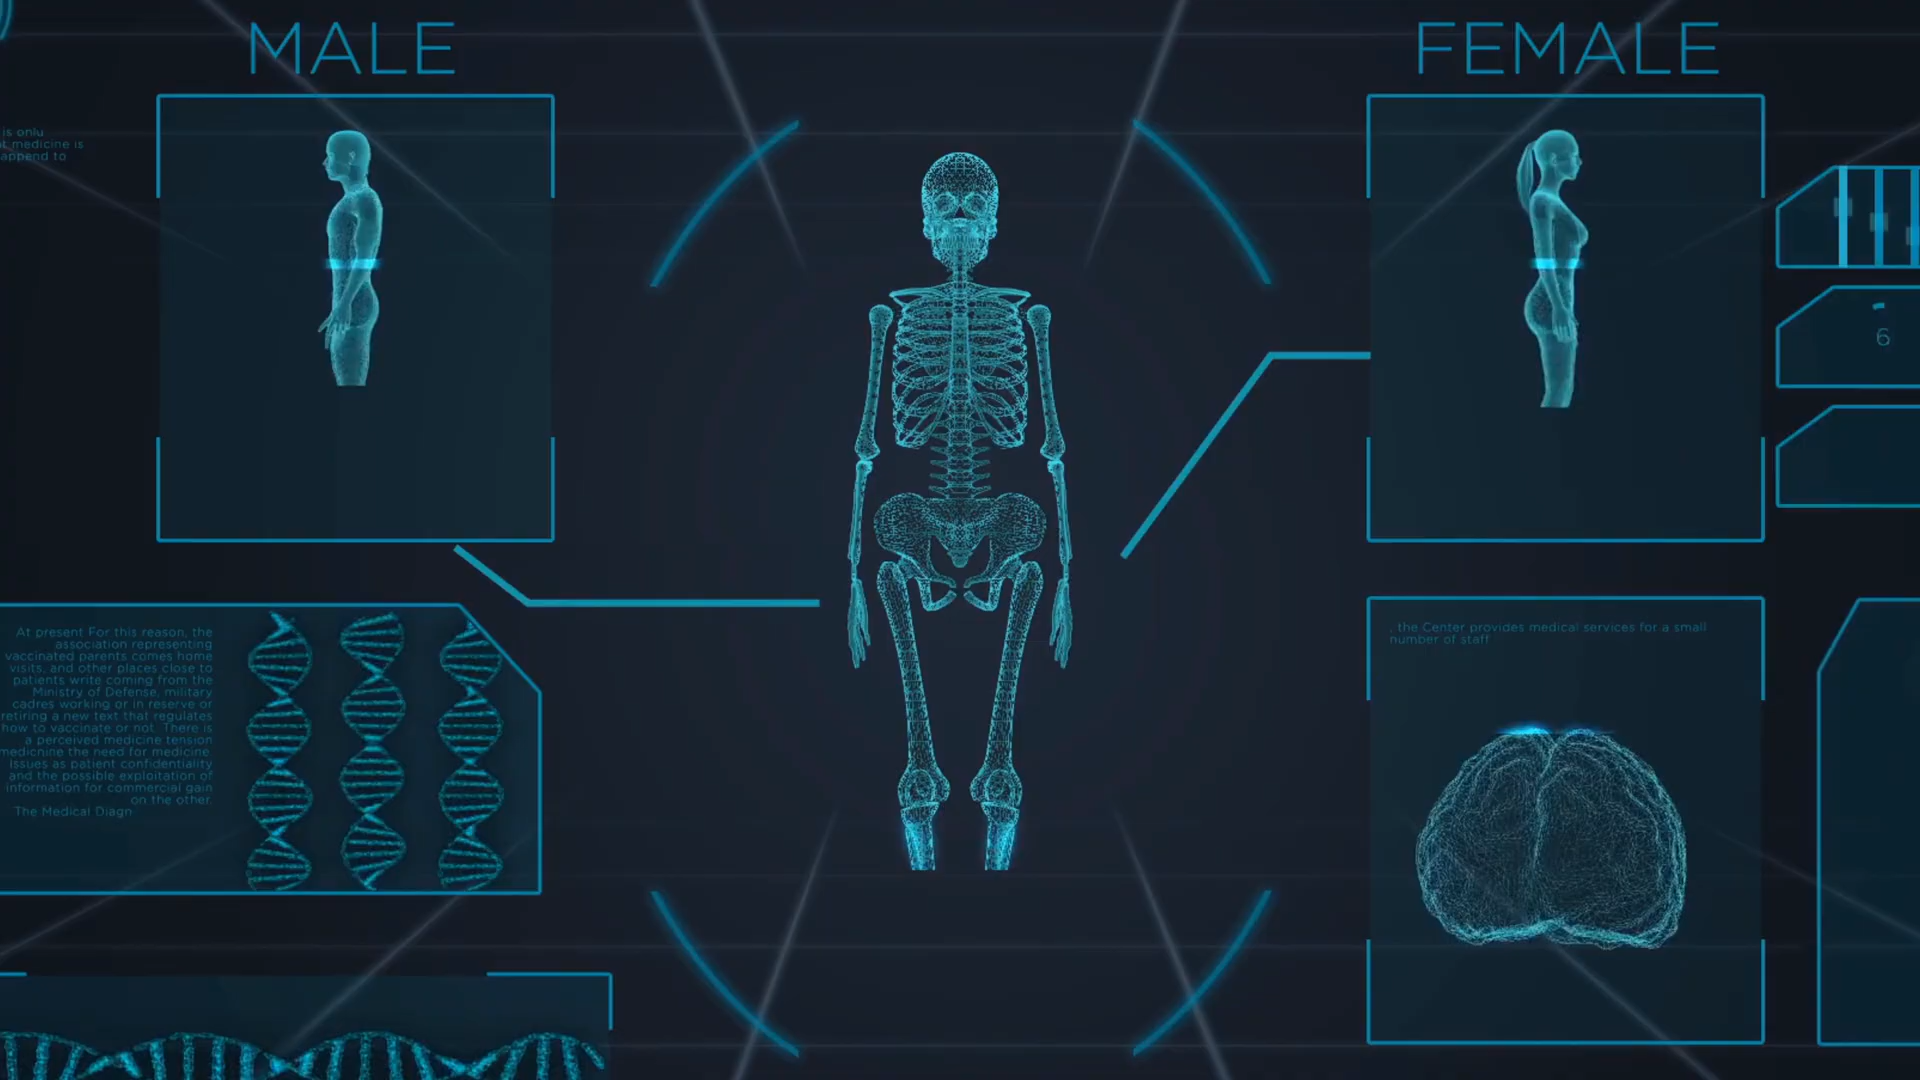 MALE
FEMALE
is onlu
medicine is
append to
6
At present For this reason, the
association representing
vaccinated parents comes home
visits, and other places close to
patients write coming from the
Ministry of Defense, military
cadres working or in reserve or
retiring a new text that regulates
how to vaccinate or not. There is
a perceived medicine tension
medicnine the need for medicine.
Issues as patient confidentiality
and the possible exploitation of
information for commercial gain
on the other.
The Medical Diagn
, the Center provides medical services for a small
number of staff